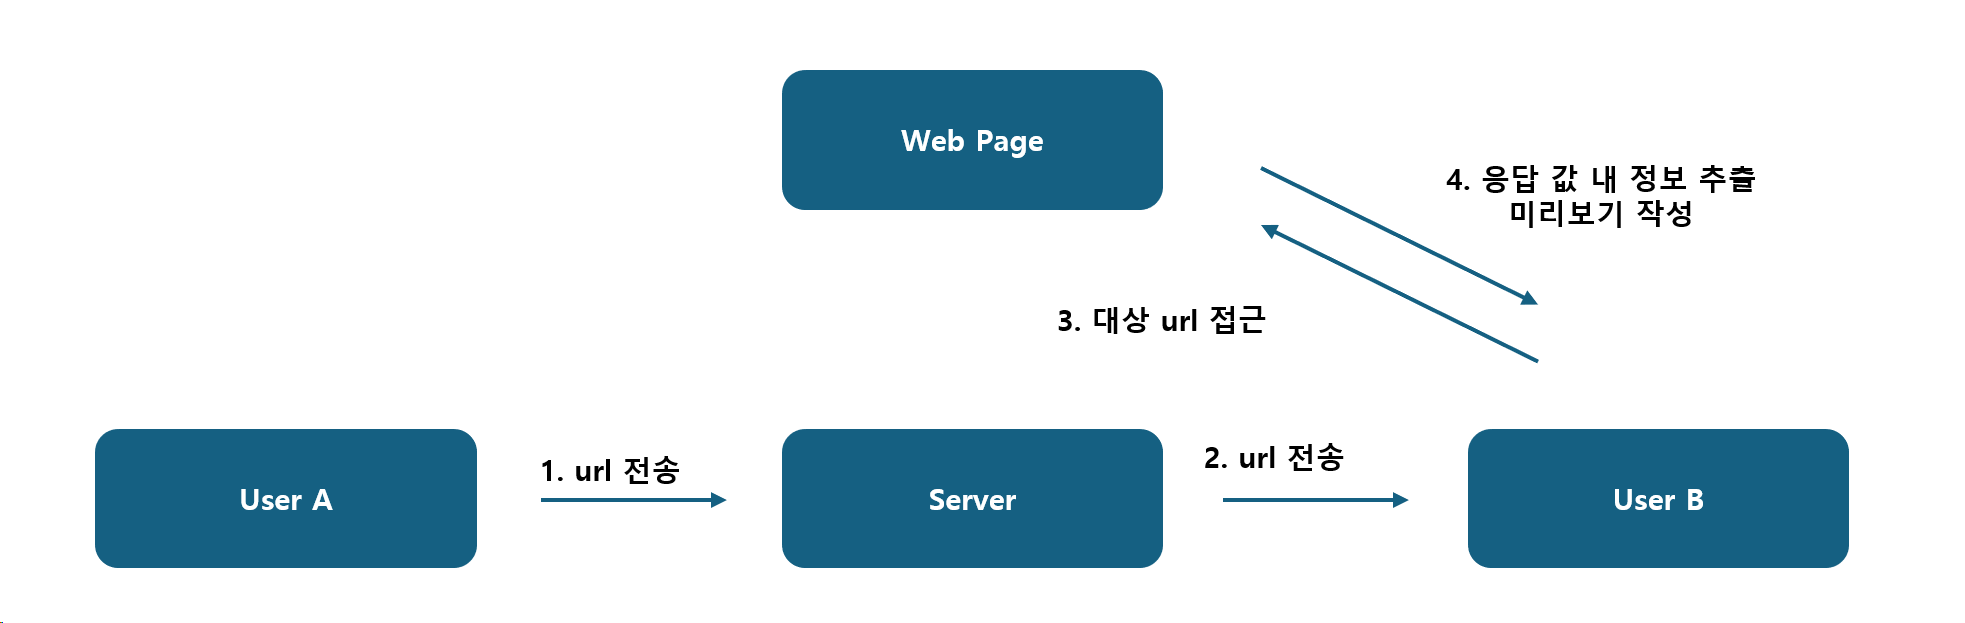 Web Page
4. 응답 값 내 정보 추출
미리보기 작성
3. 대상 url 접근
1. url 전송
2. url 전송
User A
Server
User B